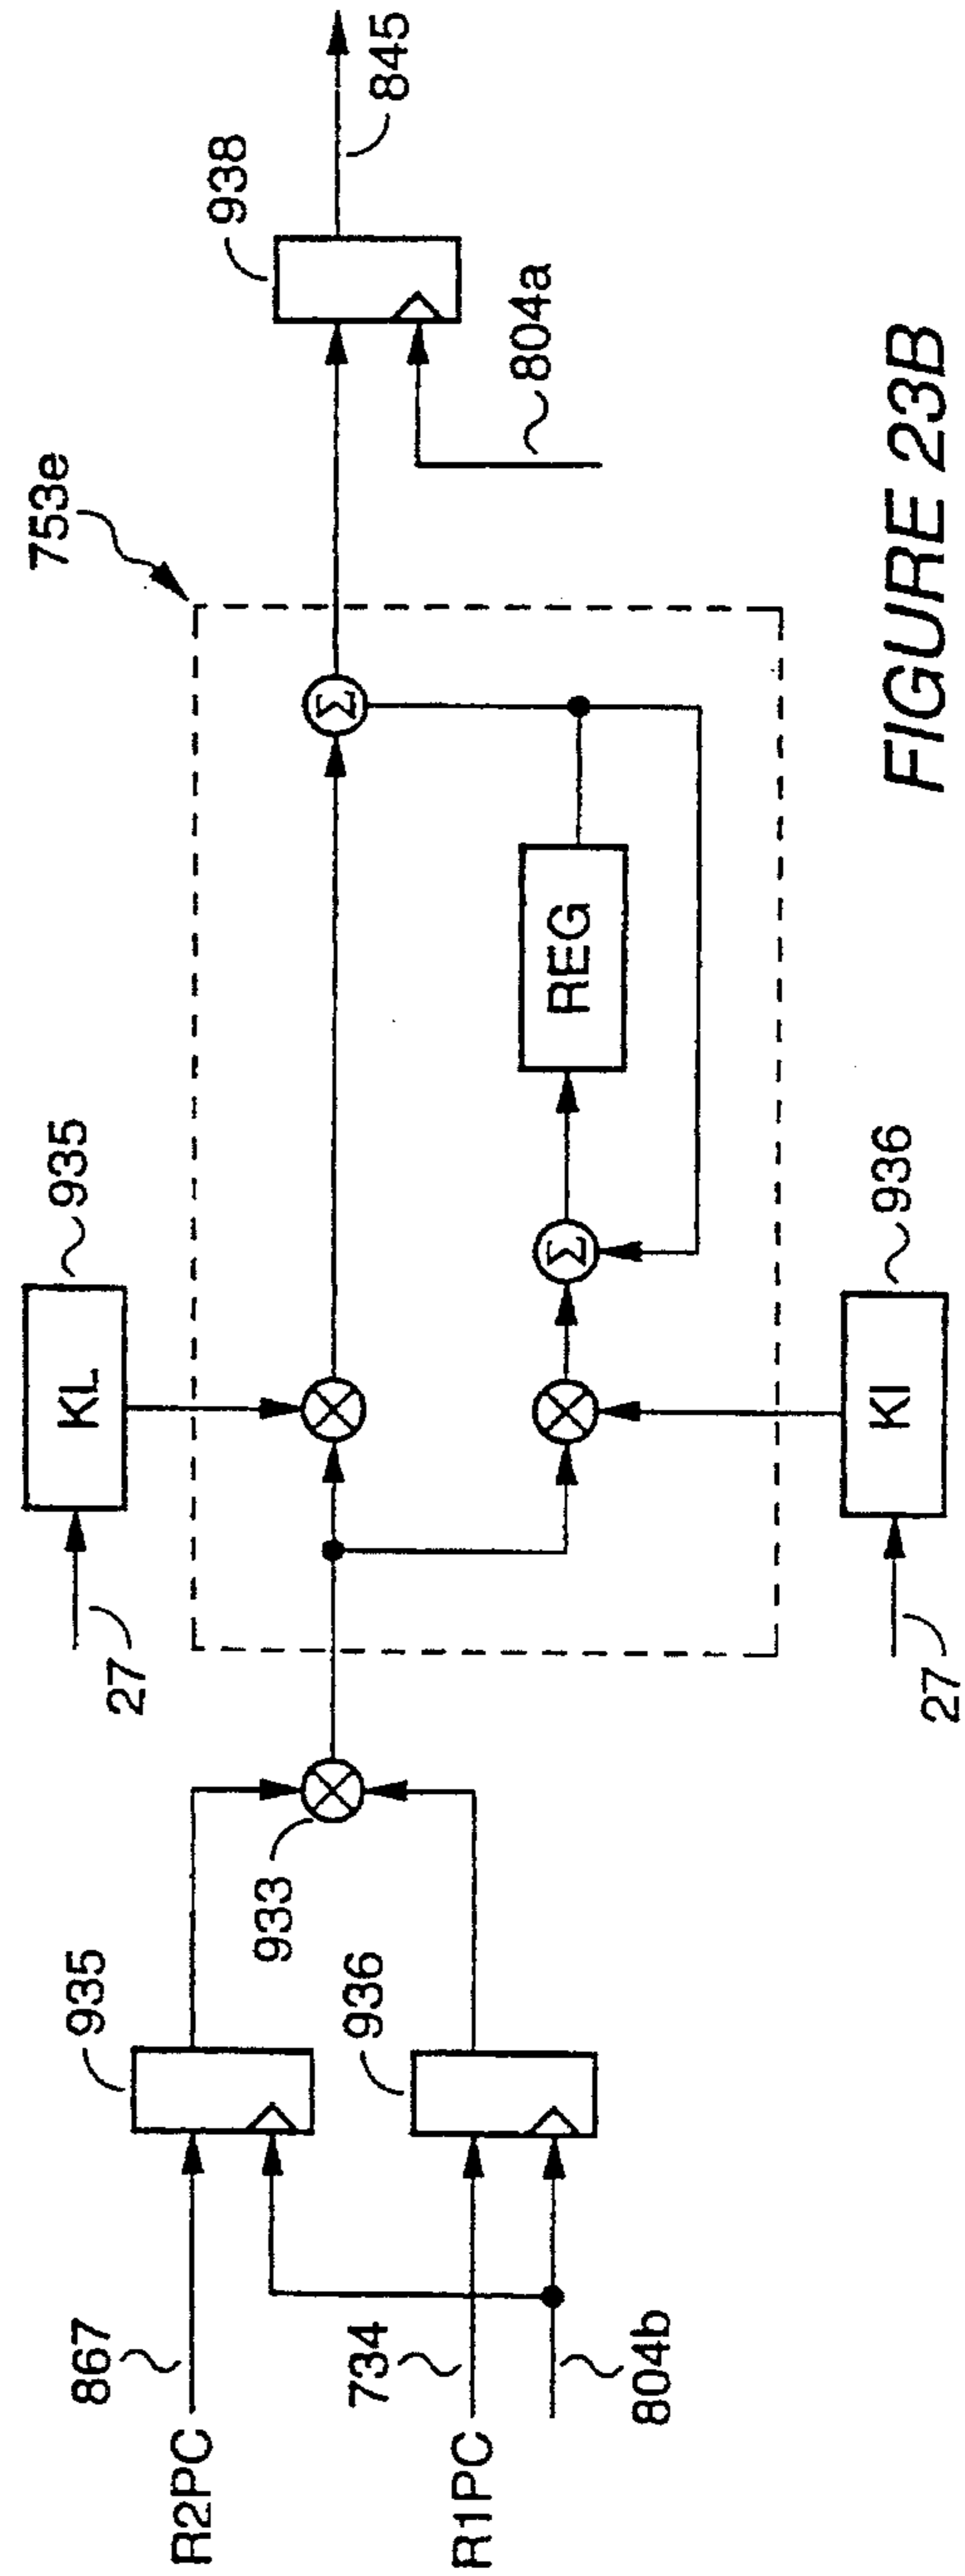 753e
938
845
804a
KL
935
27
Σ
REG
Σ
KI
936
27
933
935
936
867
R2PC
734
R1PC
804b
FIGURE 23B